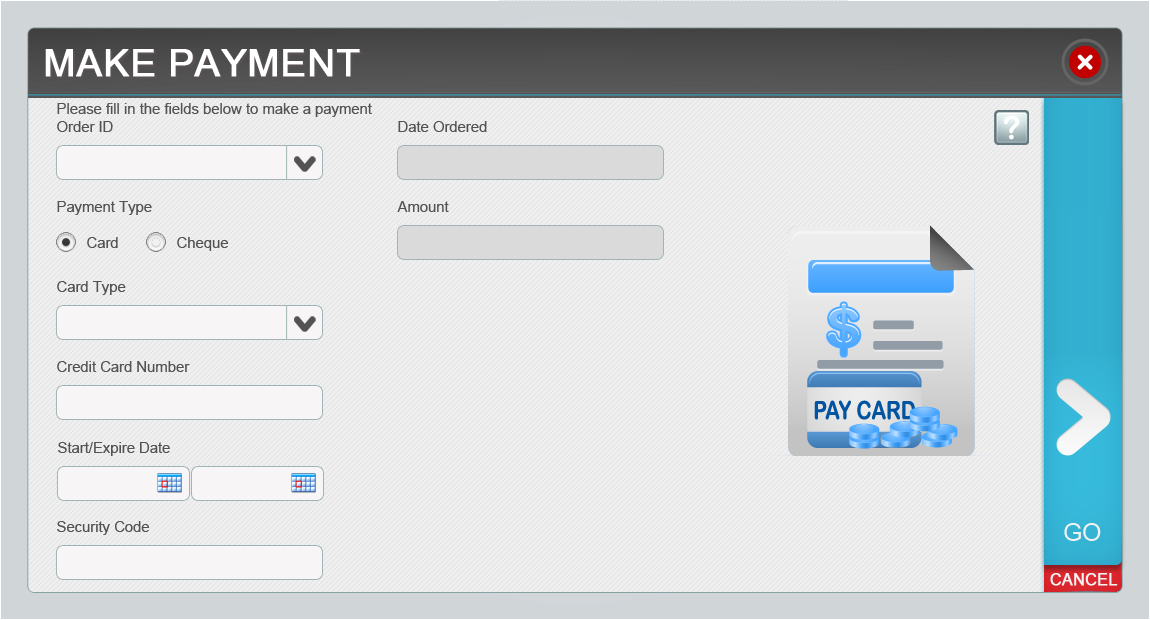 MAKE PAYMENT
Please fill in the fields below to make a payment
Order ID
Date Ordered
?
Payment Type
Amount
Card
Cheque
Card Type
$
Credit Card Number
PAY CARD
Start/Expire Date
Security Code
GO
CANCEL